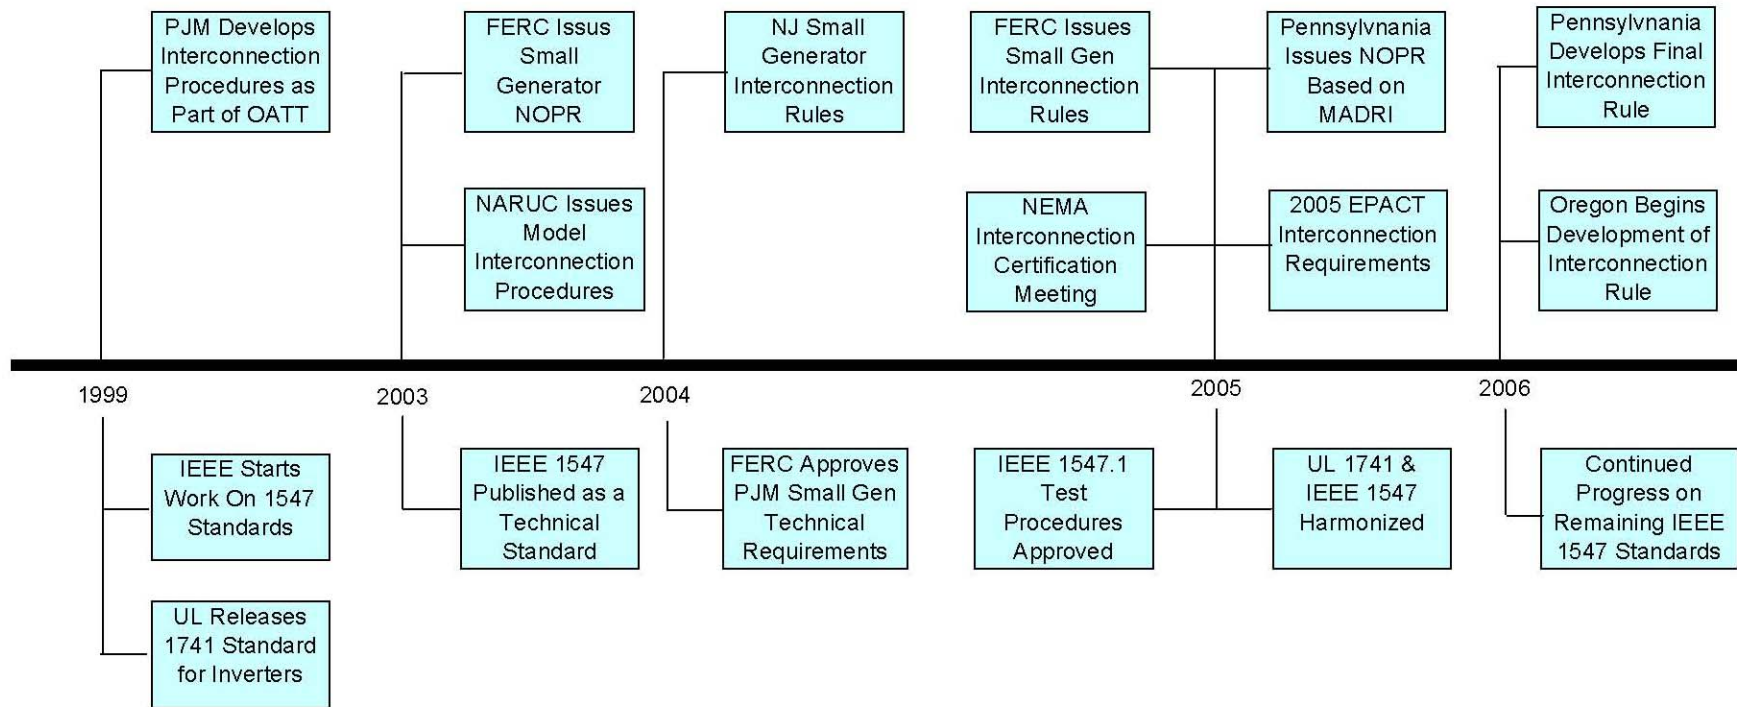 PJM Develops
Interconnection
Procedures as
Part of OATT
FERC Issus
Small
Generator
NOPR
NJ Small
Generator
Interconnection
Rules
FERC Issues
Small Gen
Interconnection
Rules
Pennsylvnania
Issues NOPR
Based on
MADRI
Pennsylvnania
Develops Final
Interconnection
Rule
NARUC Issues
Model
Interconnection
Procedures
NEMA
Interconnection
Certification
Meeting
2005 EPACT
Interconnection
Requirements
Oregon Begins
Development of
Interconnection
Rule
1999
2003
2004
2005
2006
IEEE Starts
Work On 1547
Standards
IEEE 1547
Published as a
Technical
Standard
FERC Approves
PJM Small Gen
Technical
Requirements
IEEE 1547.1
Test
Procedures
Approved
UL 1741 &
IEEE 1547
Harmonized
Continued
Progress on
Remaining IEEE
1547 Standards
UL Releases
1741 Standard
for Inverters